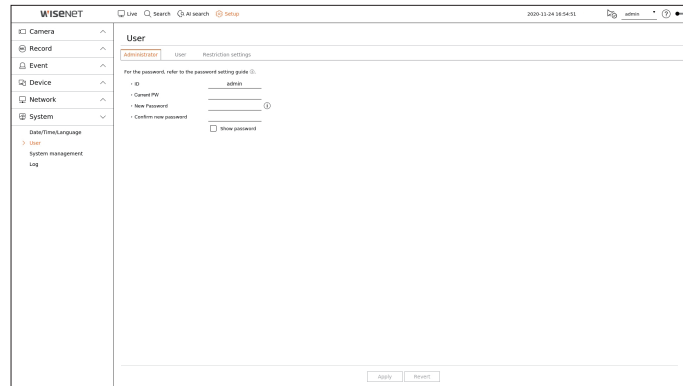 WISENET
Live Search AI search Setup 2020-11-24 16:54:51 admin ?
Camera
Record
Event
Device
Network
System
Date/Time/Language
> User
System management
Log
User
Administrator User Restriction settings
For the password, refer to the password setting guide ⓘ.
• ID admin
• Current PW
• New Password ⓘ
• Confirm new password
Show password
Apply Revert